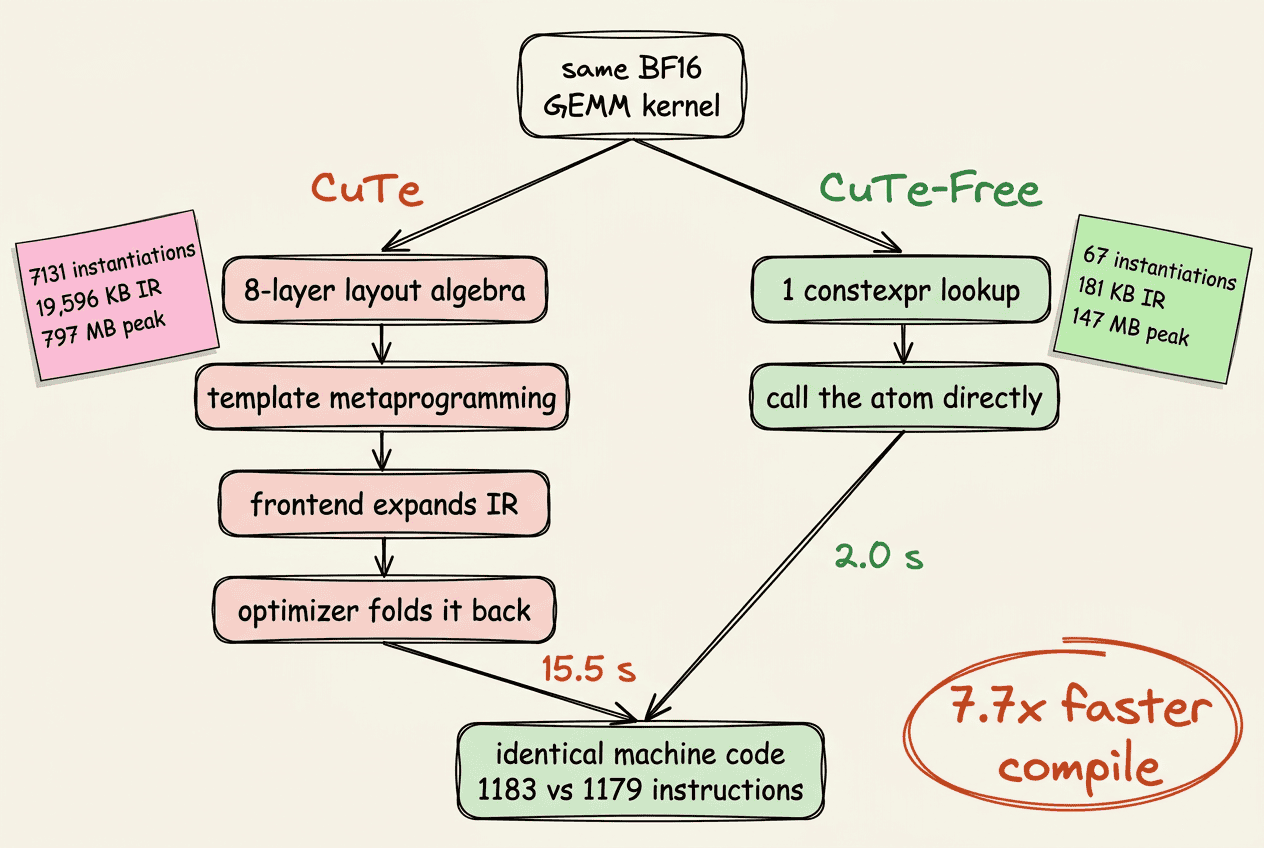 same BF16
GEMM kernel
CuTe
CuTe-Free
7131 instantiations
19,596 KB IR
797 MB peak
8-layer layout algebra
template metaprogramming
frontend expands IR
optimizer folds it back
15.5 s
1 constexpr lookup
call the atom directly
67 instantiations
181 KB IR
147 MB peak
2.0 s
identical machine code
1183 vs 1179 instructions
7.7x faster
compile